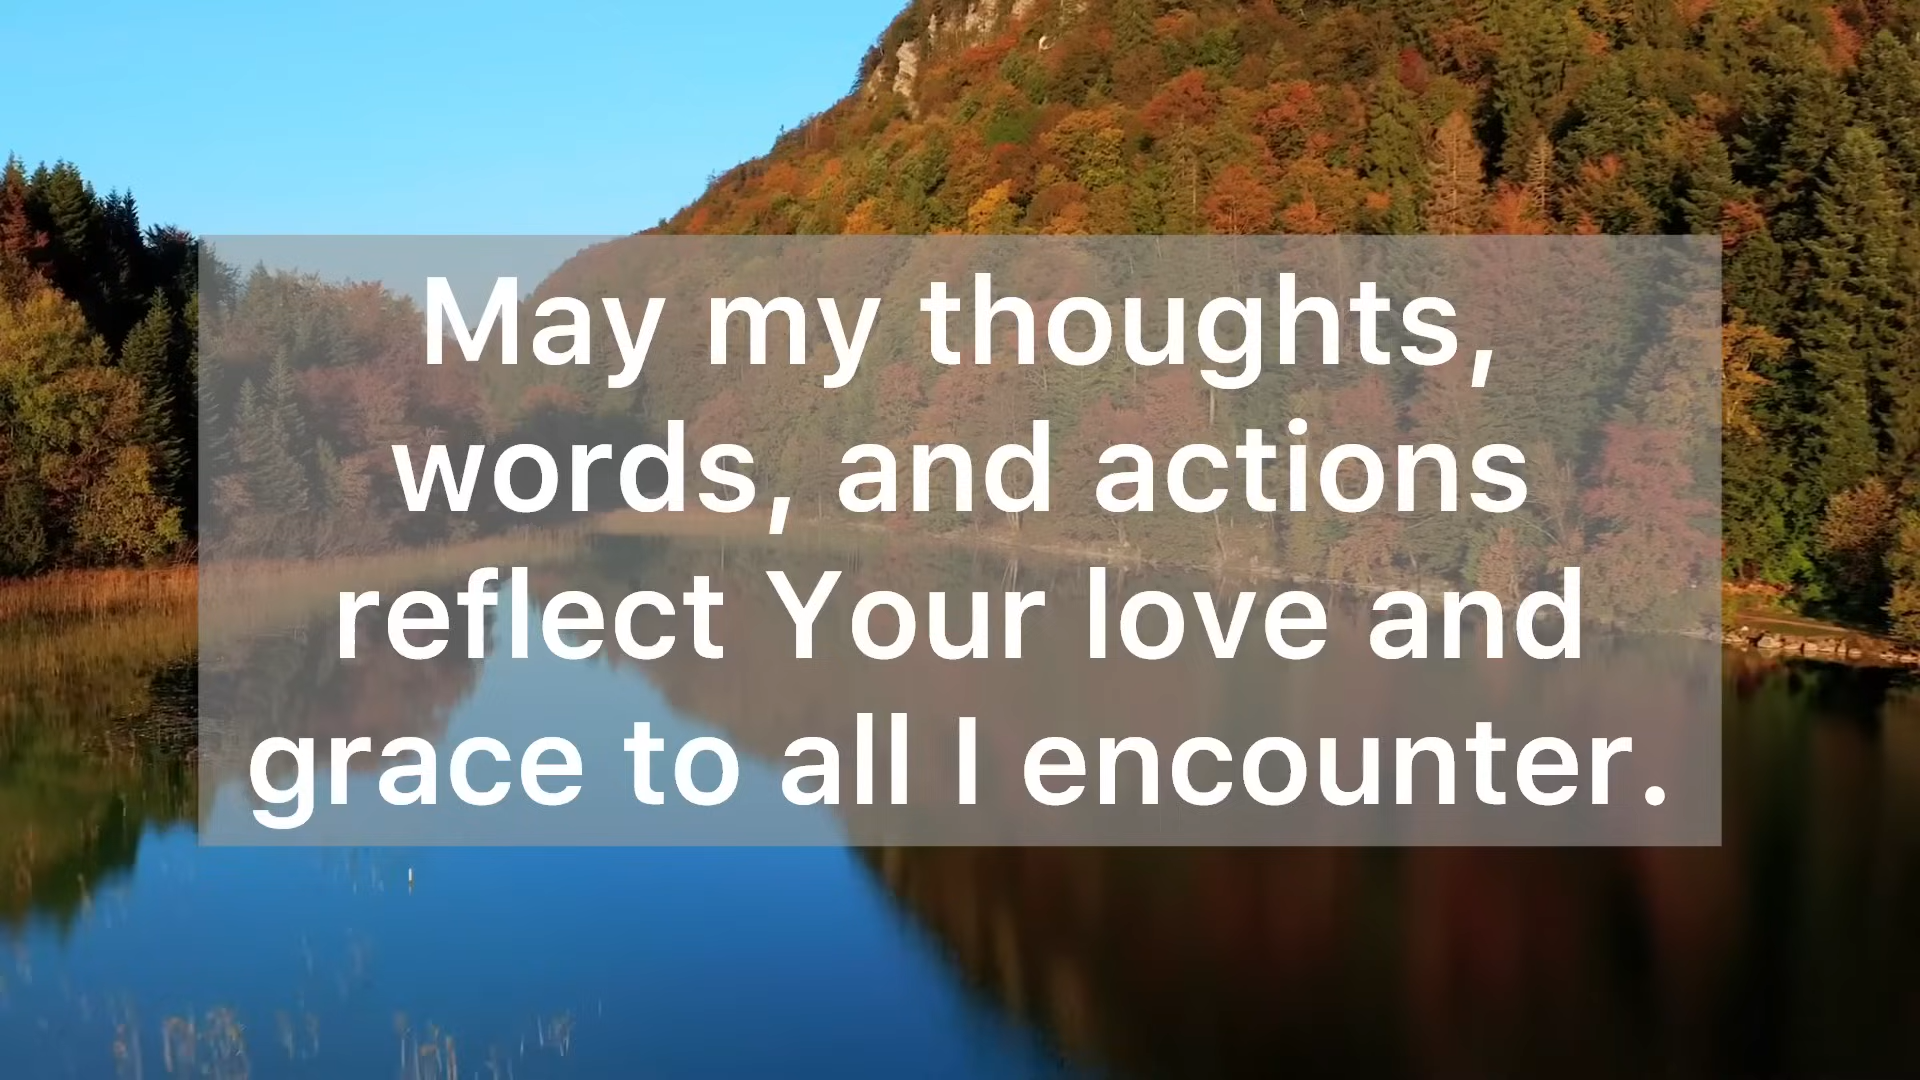 May my thoughts,
words, and actions
reflect Your love and
grace to all I encounter.